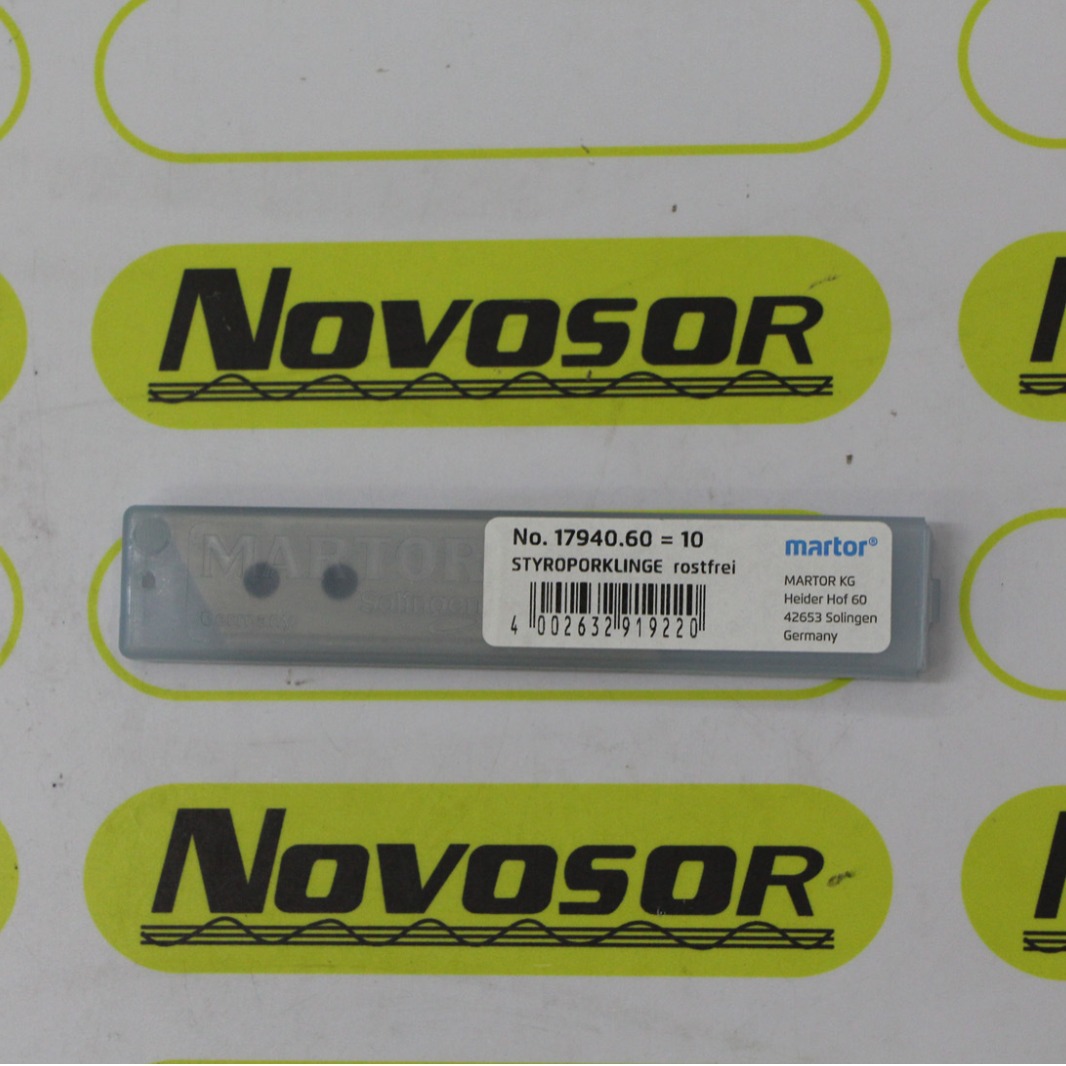 NOVOSOR
No. 17940.60 = 10
STYROPORKLINGE rostfrei
4 002632 919220
martor®
MARTOR KG
Heider Hof 60
42653 Solingen
Germany
MARTOR
Solingen
Germany
NOVOSOR